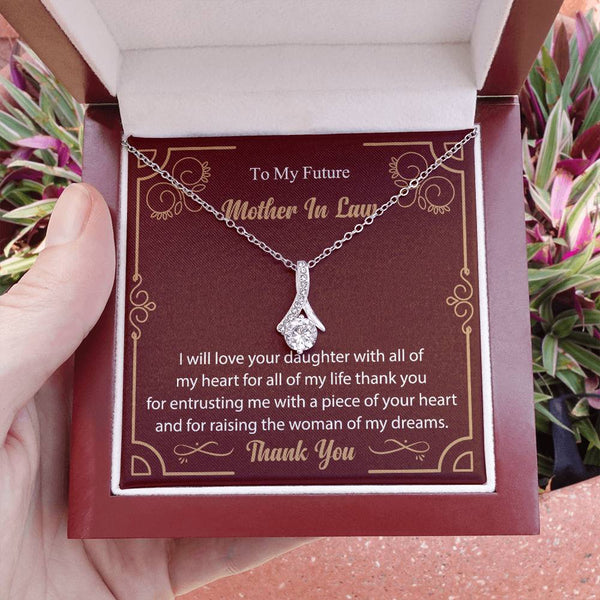 To My Future
Mother In Law
I will love your daughter with all of
my heart for all of my life thank you
for entrusting me with a piece of your heart
and for raising the woman of my dreams.
Thank You